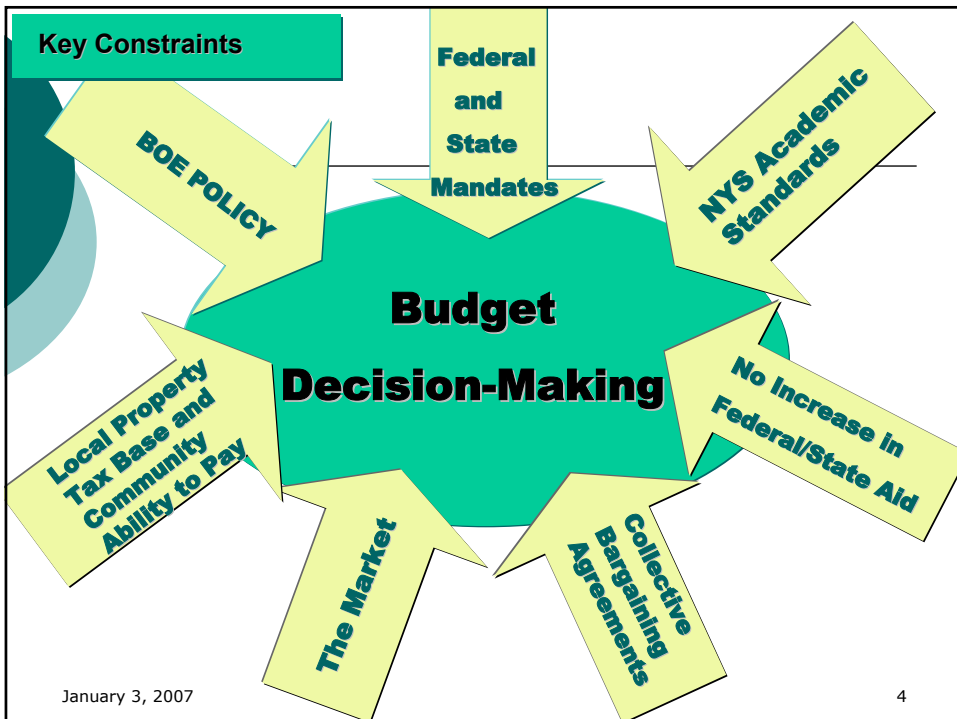 Key Constraints
Federal
and
State
Mandates
NYS Academic
Standards
BOE POLICY
Budget
Decision-Making
No Increase in
Federal/State Aid
Local Property
Tax Base and
Community
Ability to Pay
The Market
Collective
Bargaining
Agreements
January 3, 2007
4